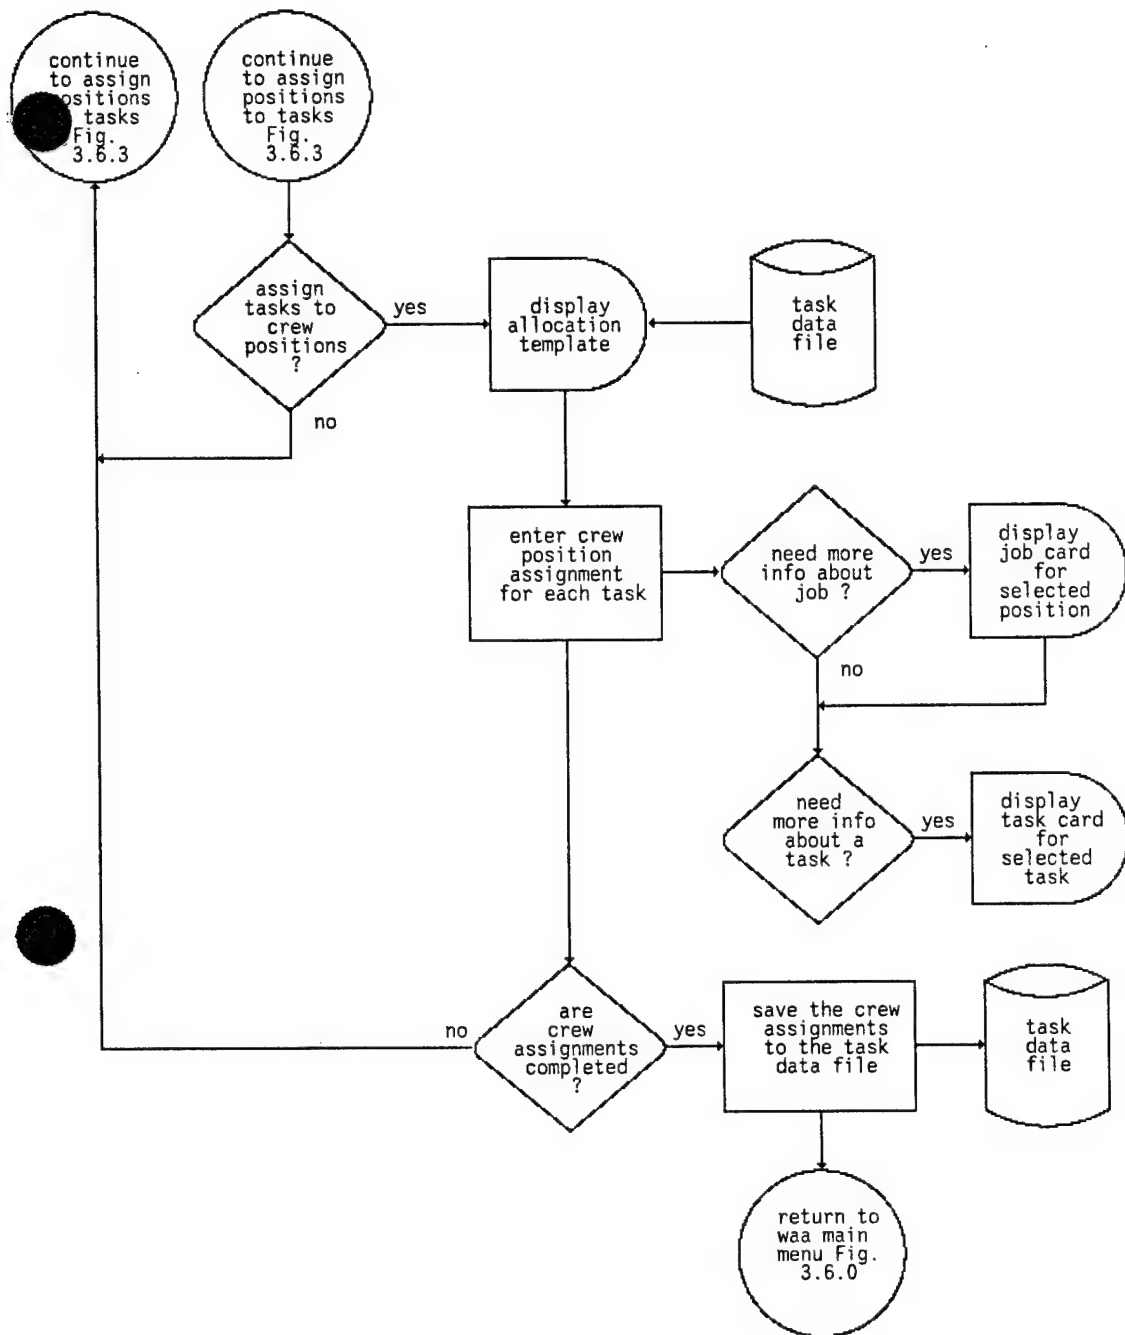 continue
to assign
positions
tasks
Fig.
3.6.3
continue
to assign
positions
to tasks
Fig.
3.6.3
assign
tasks to
crew
positions
?
yes
no
display
allocation
template
task
data
file
enter crew
position
assignment
for each task
need more
info about
job ?
yes
no
display
job card
for
selected
position
need
more info
about a
task ?
yes
display
task card
for
selected
task
are
crew
assignments
completed
?
no
yes
save the crew
assignments
to the task
data file
task
data
file
return to
waa main
menu Fig.
3.6.0